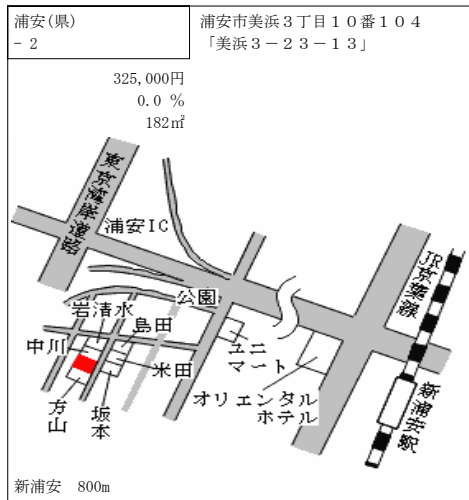 浦安(県)
- 2
浦安市美浜３丁目１０番１０４
「美浜３－２３－１３」
325,000円
0.0 %
182㎡
東京湾岸道路
浦安IC
公園
岩清水
島田
中川
米田
方山
坂本
ユニ
マート
オリエンタル
ホテル
JR京葉線
新浦安駅
新浦安　800m